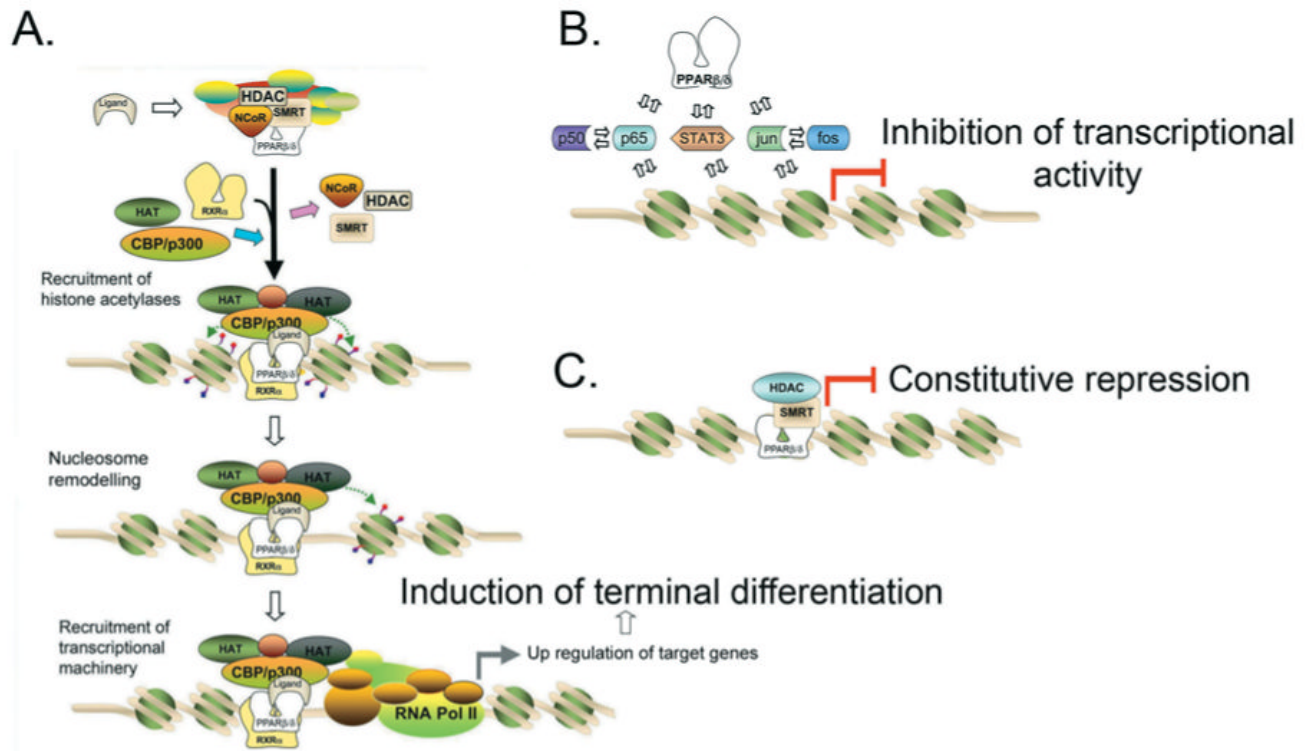 A.
Ligand
HDAC
NCoR
SMRT
PPARβ/δ
RXRα
HAT
CBP/p300
NCoR
HDAC
SMRT
Recruitment of
histone acetylases
HAT
HAT
CBP/p300
Ligand
PPARβ/δ
RXRα
Nucleosome
remodelling
HAT
HAT
CBP/p300
Ligand
PPARβ/δ
RXRα
Recruitment of
transcriptional
machinery
HAT
HAT
CBP/p300
Ligand
PPARβ/δ
RXRα
RNA Pol II
Up regulation of target genes
Induction of terminal differentiation
B.
PPARβ/δ
p50
p65
STAT3
jun
fos
Inhibition of transcriptional
activity
C.
HDAC
SMRT
PPARβ/δ
Constitutive repression